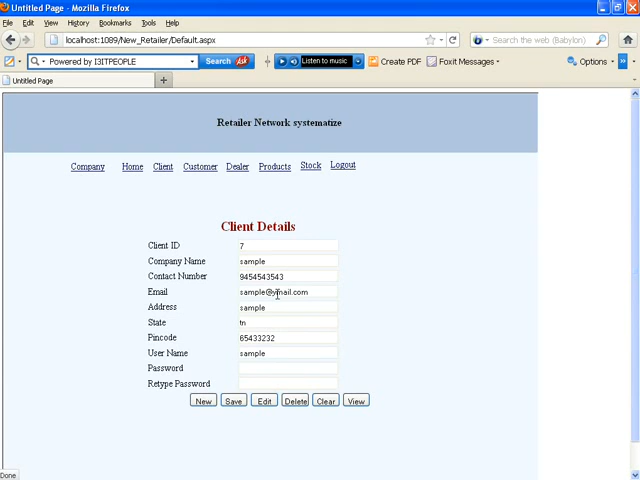 Untitled Page - Mozilla Firefox
File Edit View History Bookmarks Tools Help
localhost:1089/New_Retailer/Default.aspx
Search the web (Babylon)
Powered by I3ITPEOPLE Search Ask Listen to music Create PDF Foxit Messages Options »
Untitled Page
Retailer Network systematize
Company Home Client Customer Dealer Products Stock Logout
Client Details
Client ID 7
Company Name sample
Contact Number 9454543543
Email sample@ymail.com
Address sample
State tn
Pincode 65433232
User Name sample
Password
Retype Password
New Save Edit Delete Clear View
Done